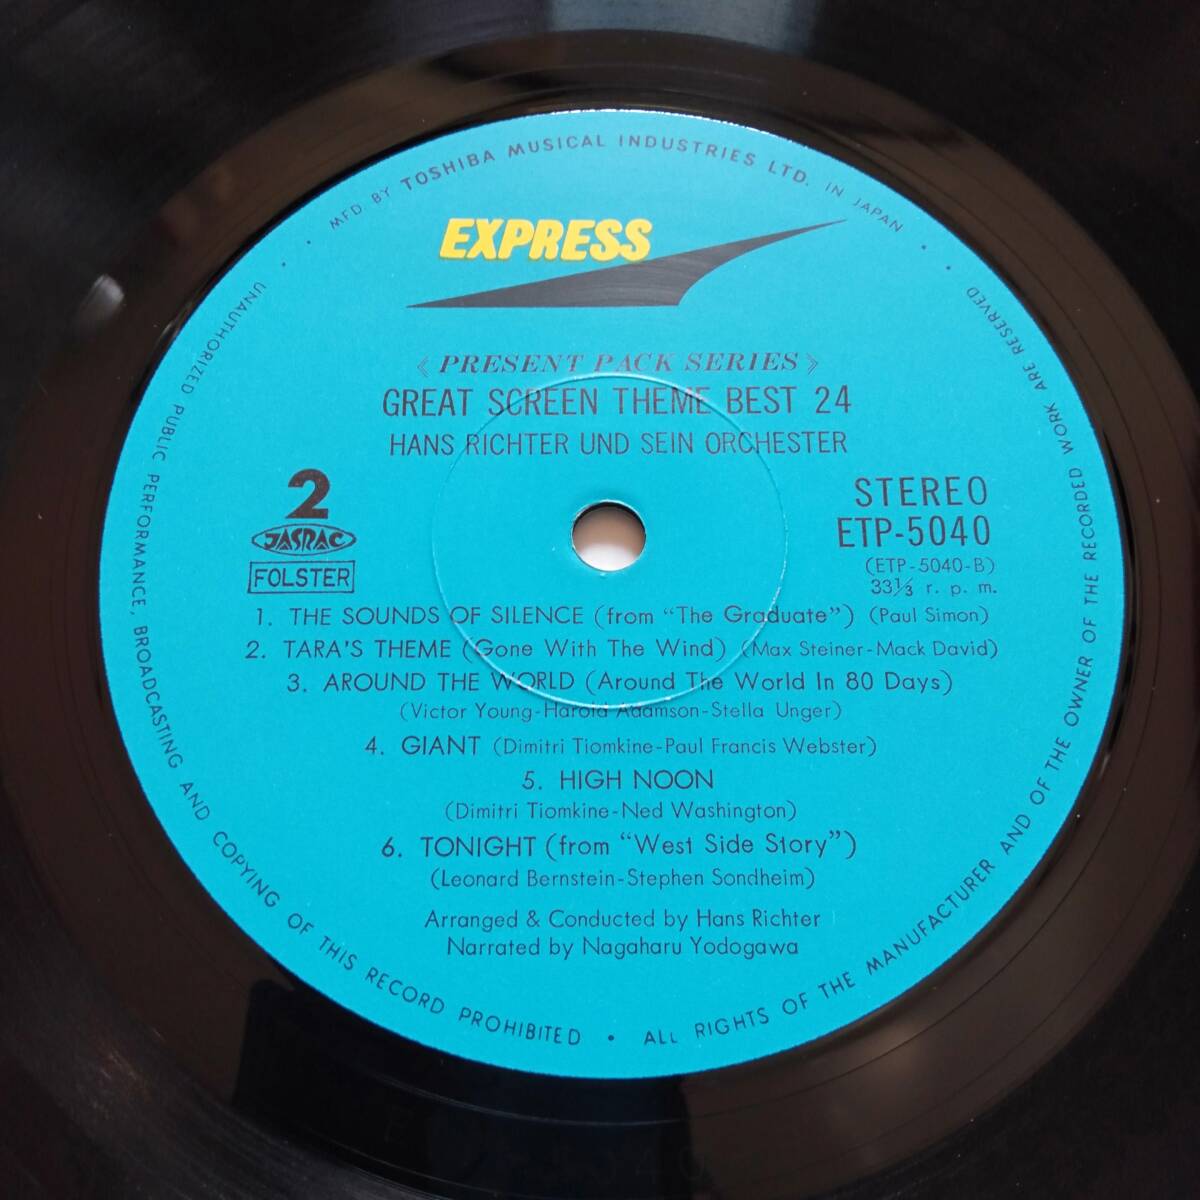 MFD BY TOSHIBA MUSICAL INDUSTRIES LTD. IN JAPAN
EXPRESS
《PRESENT PACK SERIES》
GREAT SCREEN THEME BEST 24
HANS RICHTER UND SEIN ORCHESTER
2
JASRAC
FOLSTER
STEREO
ETP-5040
(ETP-5040-B)
33⅓ r. p. m.
1. THE SOUNDS OF SILENCE (from "The Graduate") (Paul Simon)
2. TARA'S THEME (Gone With The Wind) (Max Steiner-Mack David)
3. AROUND THE WORLD (Around The World In 80 Days)
(Victor Young-Harold Adamson-Stella Unger)
4. GIANT (Dimitri Tiomkine-Paul Francis Webster)
5. HIGH NOON
(Dimitri Tiomkine-Ned Washington)
6. TONIGHT (from "West Side Story")
(Leonard Bernstein-Stephen Sondheim)
Arranged & Conducted by Hans Richter
Narrated by Nagaharu Yodogawa
UNAUTHORIZED PUBLIC PERFORMANCE, BROADCASTING AND COPYING OF THIS RECORD PROHIBITED • ALL RIGHTS OF THE MANUFACTURER AND OF THE OWNER OF THE RECORDED WORK ARE RESERVED